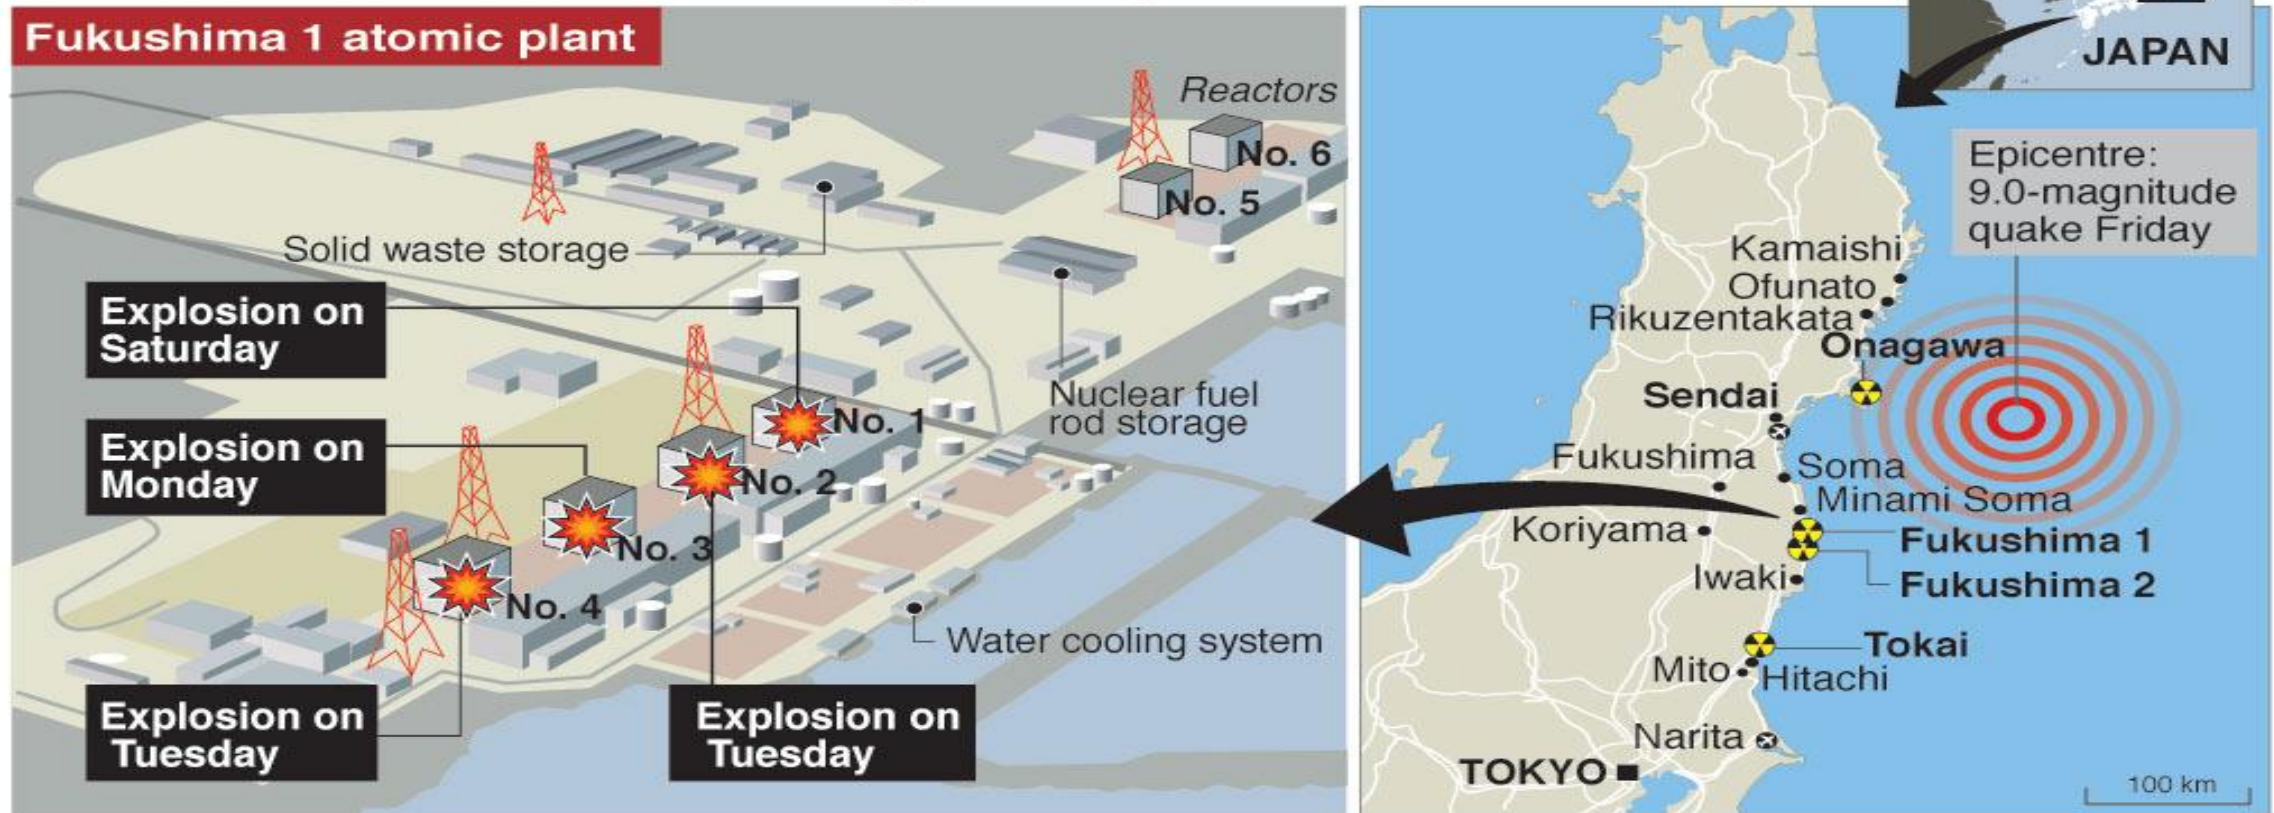 Fukushima 1 atomic plant
Reactors
No. 6
No. 5
Solid waste storage
Explosion on
Saturday
Explosion on
Monday
No. 1
Nuclear fuel
rod storage
No. 2
No. 3
No. 4
Water cooling system
Explosion on
Tuesday
Explosion on
Tuesday
JAPAN
Epicentre:
9.0-magnitude
quake Friday
Kamaishi
Ofunato
Rikuzentakata
Onagawa
Sendai
Fukushima
Soma
Minami Soma
Koriyama
Fukushima 1
Iwaki
Fukushima 2
Tokai
Mito
Hitachi
Narita
TOKYO
100 km